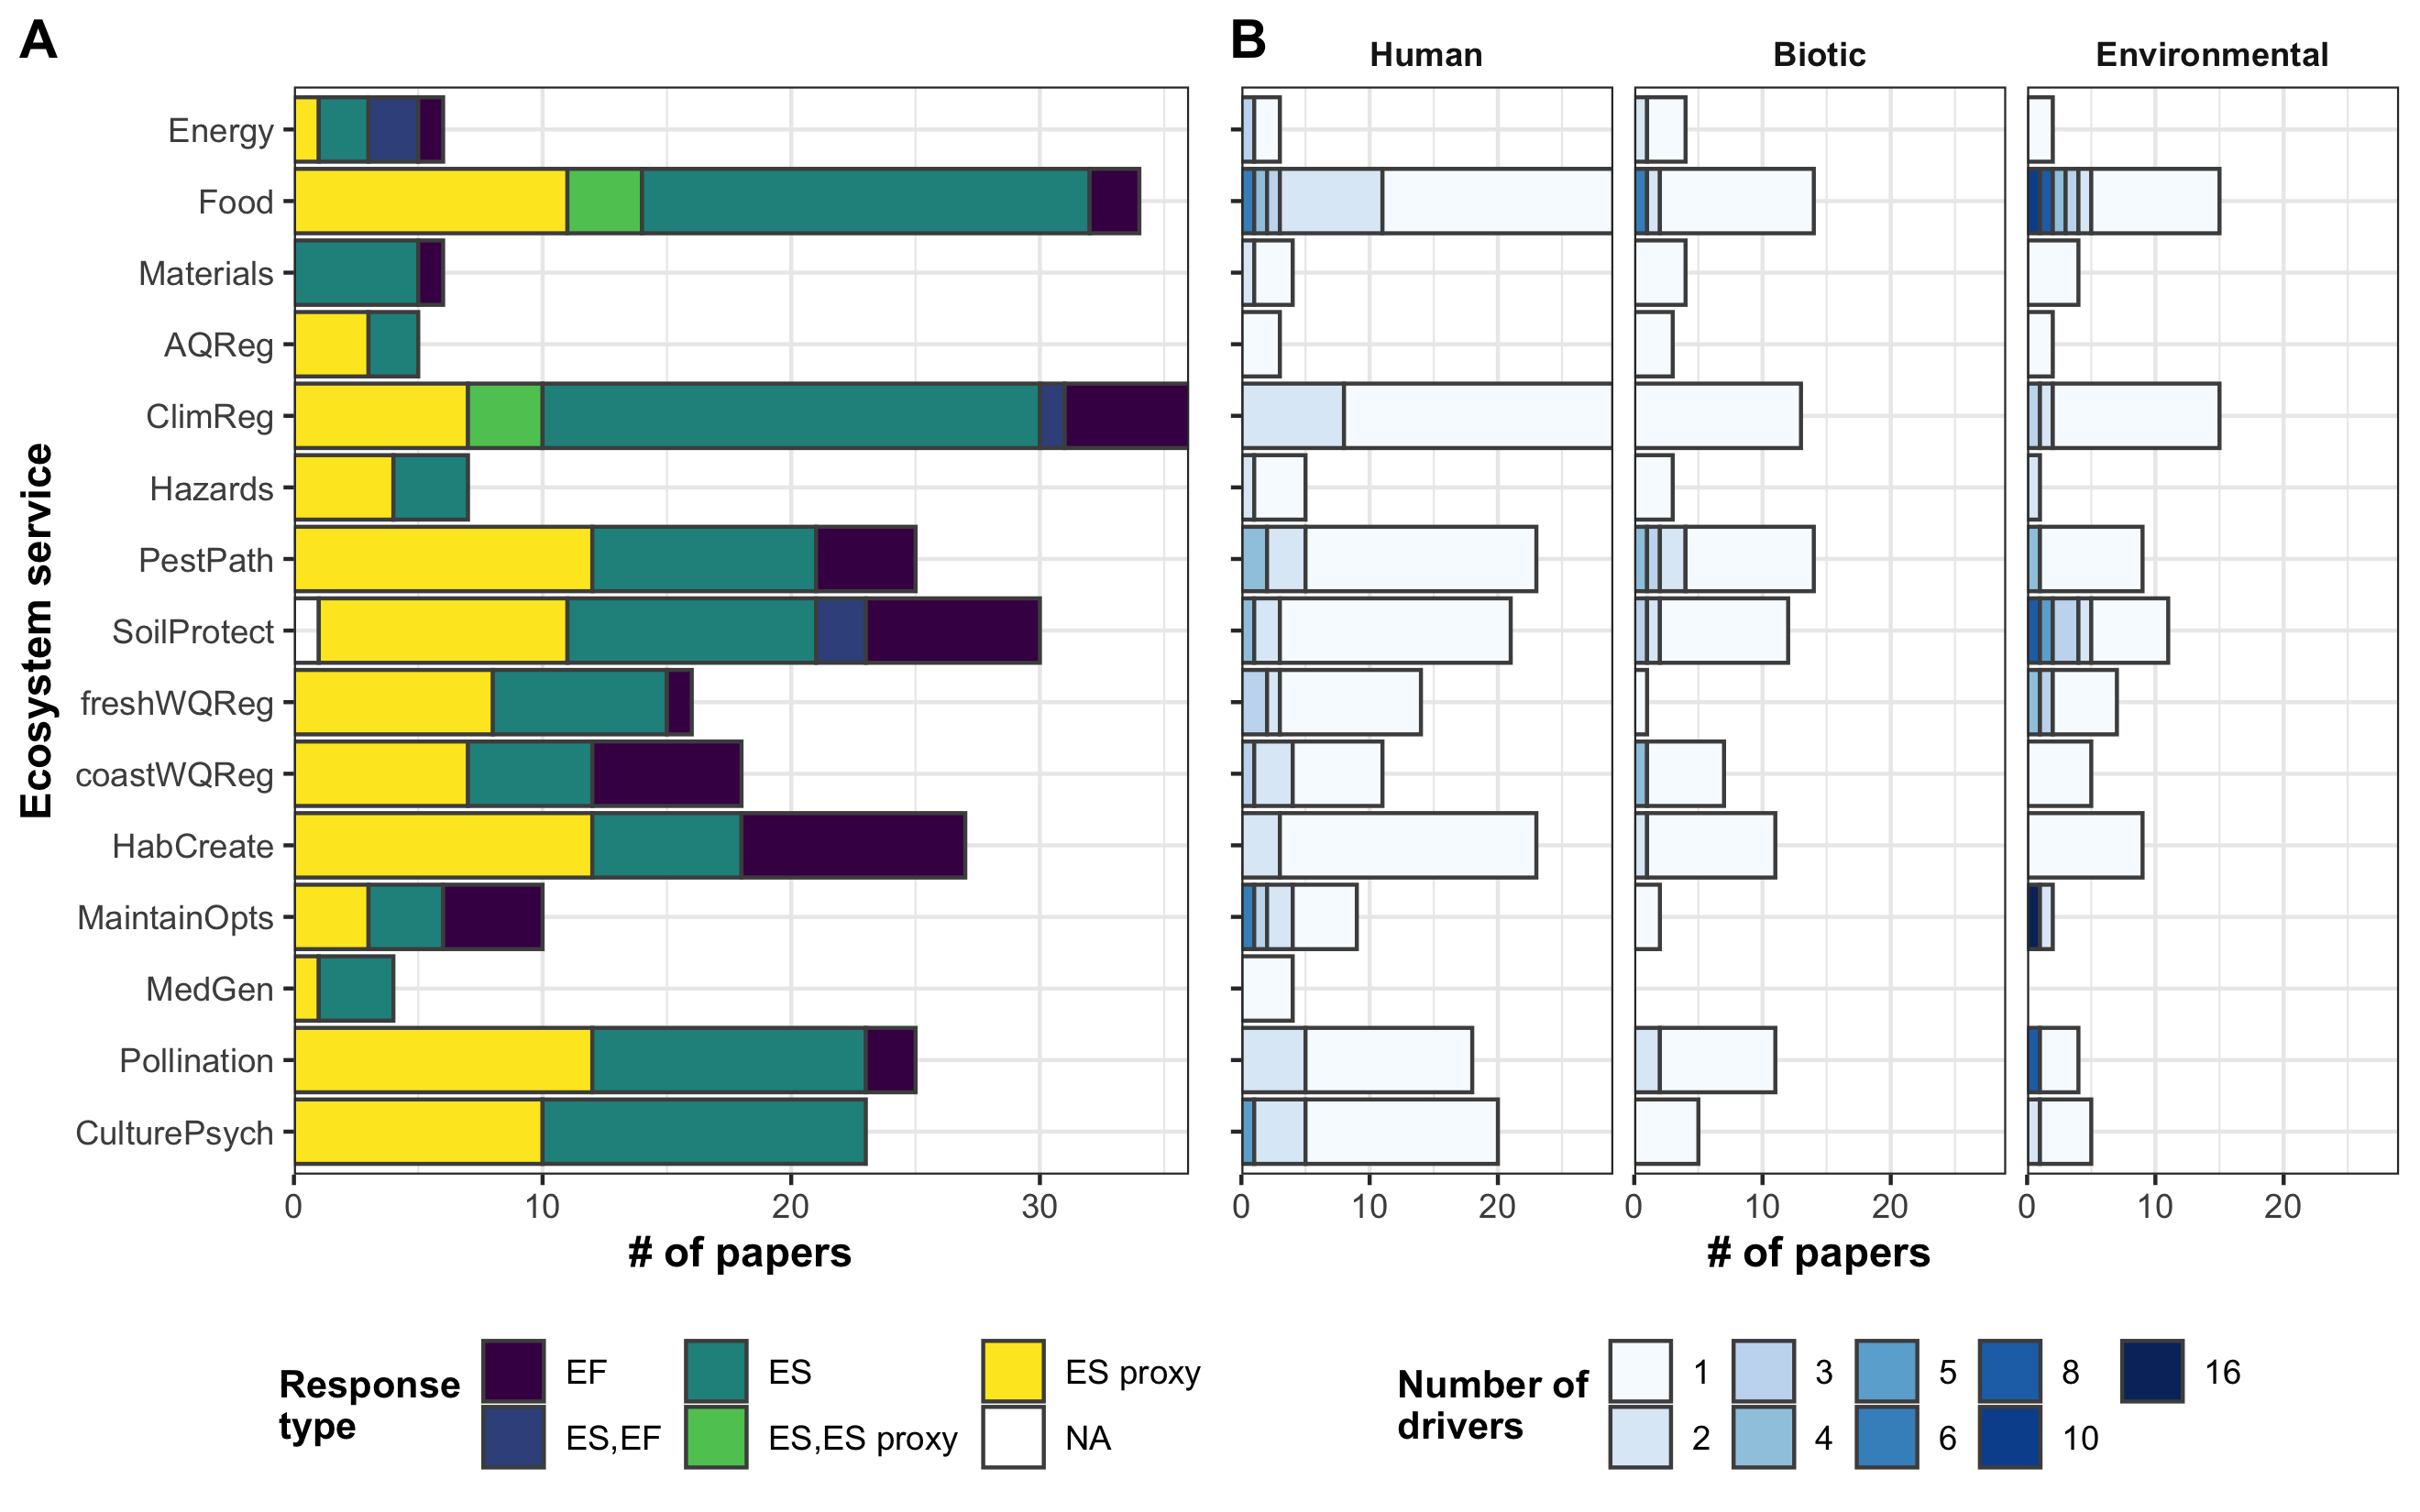 A
B
Human
Biotic
Environmental
Ecosystem service
Energy
Food
Materials
AQReg
ClimReg
Hazards
PestPath
SoilProtect
freshWQReg
coastWQReg
HabCreate
MaintainOpts
MedGen
Pollination
CulturePsych
0 10 20 30
0 10 20
0 10 20
0 10 20
# of papers
# of papers
Response
type
EF
ES,EF
ES
ES,ES proxy
ES proxy
NA
Number of
drivers
1
2
3
4
5
6
8
10
16